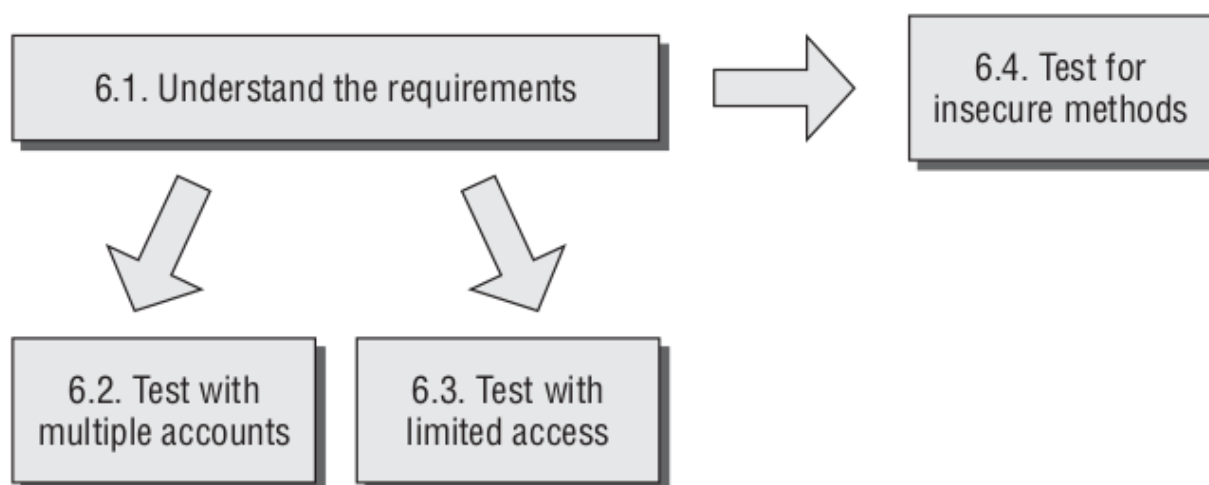 6.1. Understand the requirements
6.4. Test for
insecure methods
6.2. Test with
multiple accounts
6.3. Test with
limited access